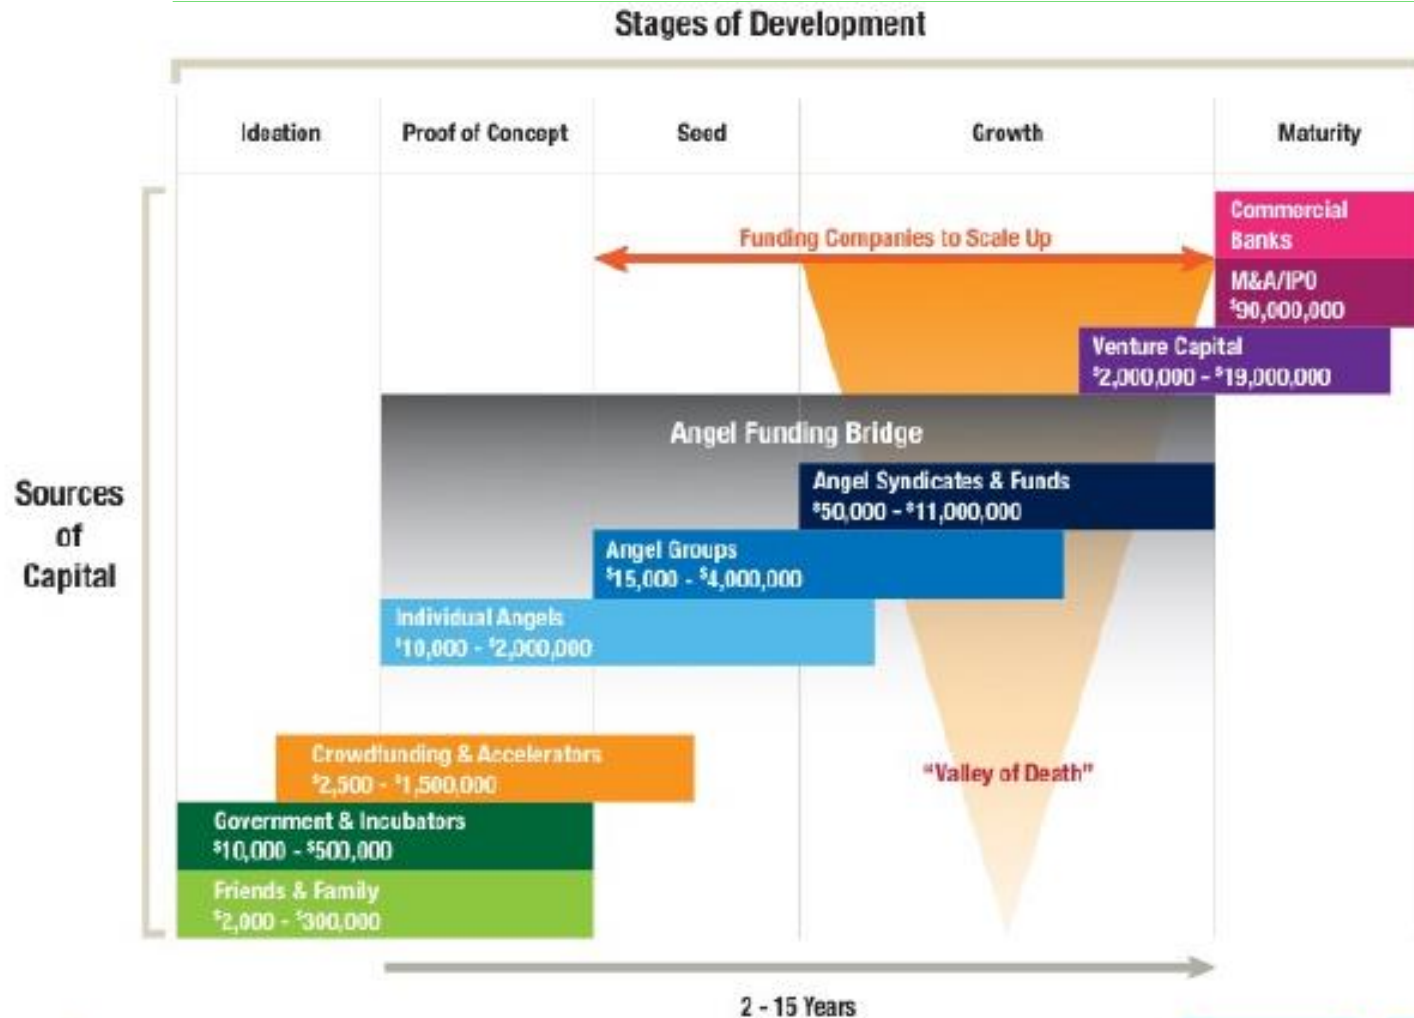 Stages of Development
Ideation
Proof of Concept
Seed
Growth
Maturity
Commercial
Banks
Funding Companies to Scale Up
M&A/IPO
$90,000,000
Venture Capital
$2,000,000 - $19,000,000
Angel Funding Bridge
Angel Syndicates & Funds
$50,000 - $11,000,000
Sources
of
Capital
Angel Groups
$15,000 - $4,000,000
Individual Angels
$10,000 - $2,000,000
Crowdfunding & Accelerators
$2,500 - $1,500,000
"Valley of Death"
Government & Incubators
$10,000 - $500,000
Friends & Family
$2,000 - $300,000
2 - 15 Years